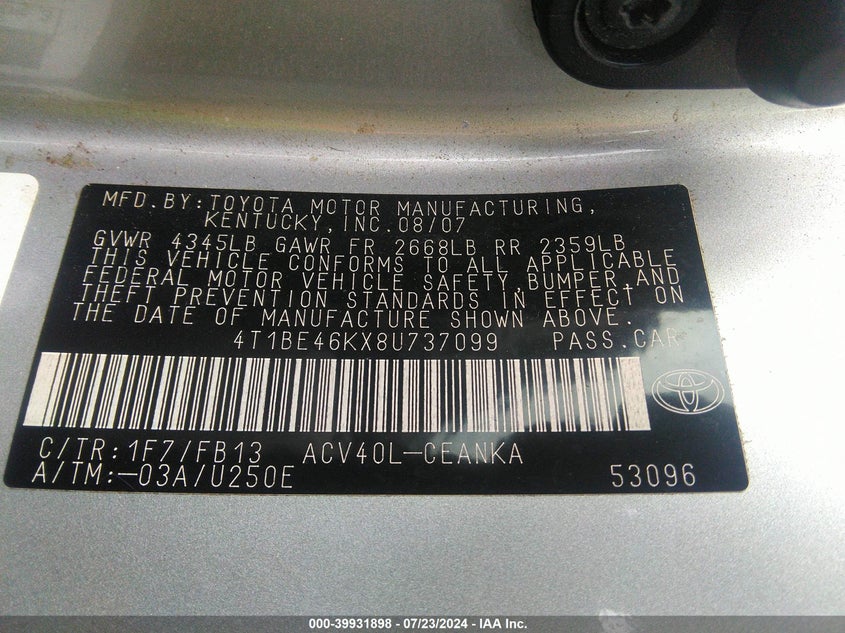 MFD.BY:TOYOTA MOTOR MANUFACTURING,
KENTUCKY,INC.08/07
GVWR 4345LB GAWR FR 2668LB RR 2359LB
THIS VEHICLE CONFORMS TO ALL APPLICABLE
FEDERAL MOTOR VEHICLE SAFETY,BUMPER,AND
THEFT PREVENTION STANDARDS IN EFFECT ON
THE DATE OF MANUFACTURE SHOWN ABOVE.
4T1BE46KX8U737099 PASS.CAR
C/TR:1F7/FB13 ACV40L-CEANKA
A/TM:-03A/U250E 53096
000-39931898 - 07/23/2024 - IAA Inc.